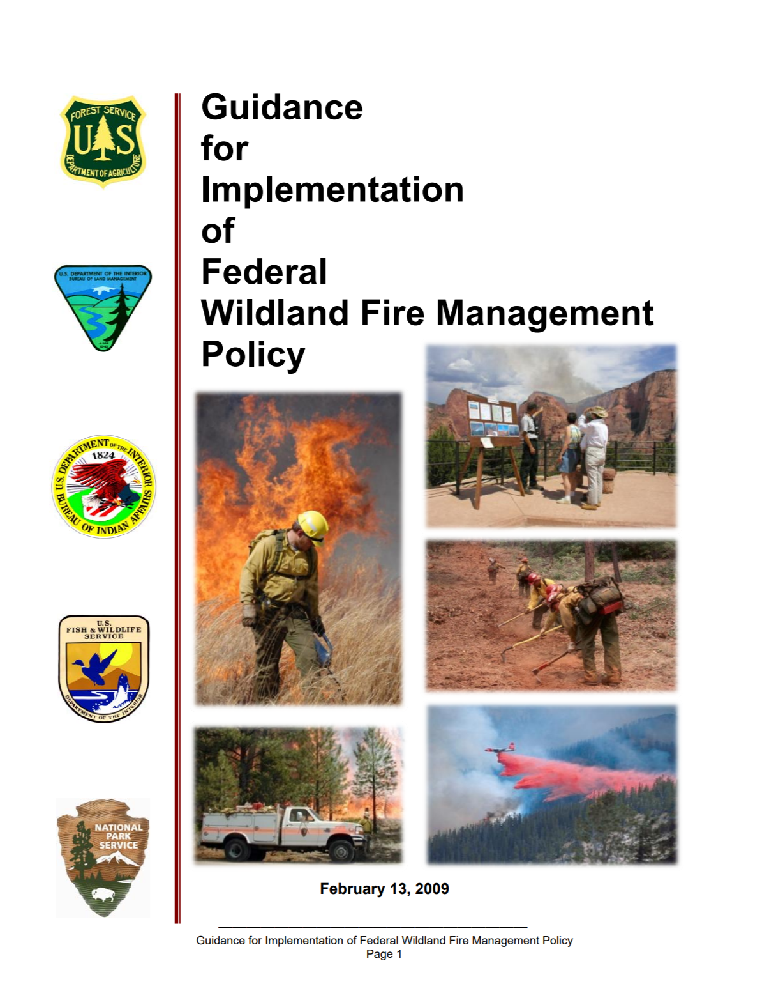 Guidance
for
Implementation
of
Federal
Wildland Fire Management
Policy
FOREST SERVICE
U S
DEPARTMENT OF AGRICULTURE
U.S. DEPARTMENT OF THE INTERIOR
BUREAU OF LAND MANAGEMENT
U.S. DEPARTMENT OF THE INTERIOR
1824
BUREAU OF INDIAN AFFAIRS
U.S.
FISH & WILDLIFE
SERVICE
DEPARTMENT OF THE INTERIOR
NATIONAL
PARK
SERVICE
February 13, 2009
Guidance for Implementation of Federal Wildland Fire Management Policy
Page 1